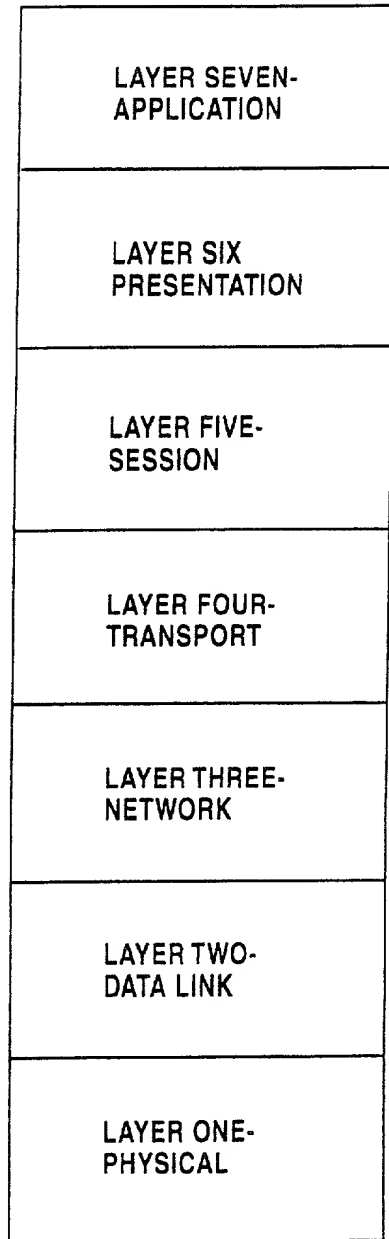 LAYER SEVEN-
APPLICATION
LAYER SIX
PRESENTATION
LAYER FIVE-
SESSION
LAYER FOUR-
TRANSPORT
LAYER THREE-
NETWORK
LAYER TWO-
DATA LINK
LAYER ONE-
PHYSICAL